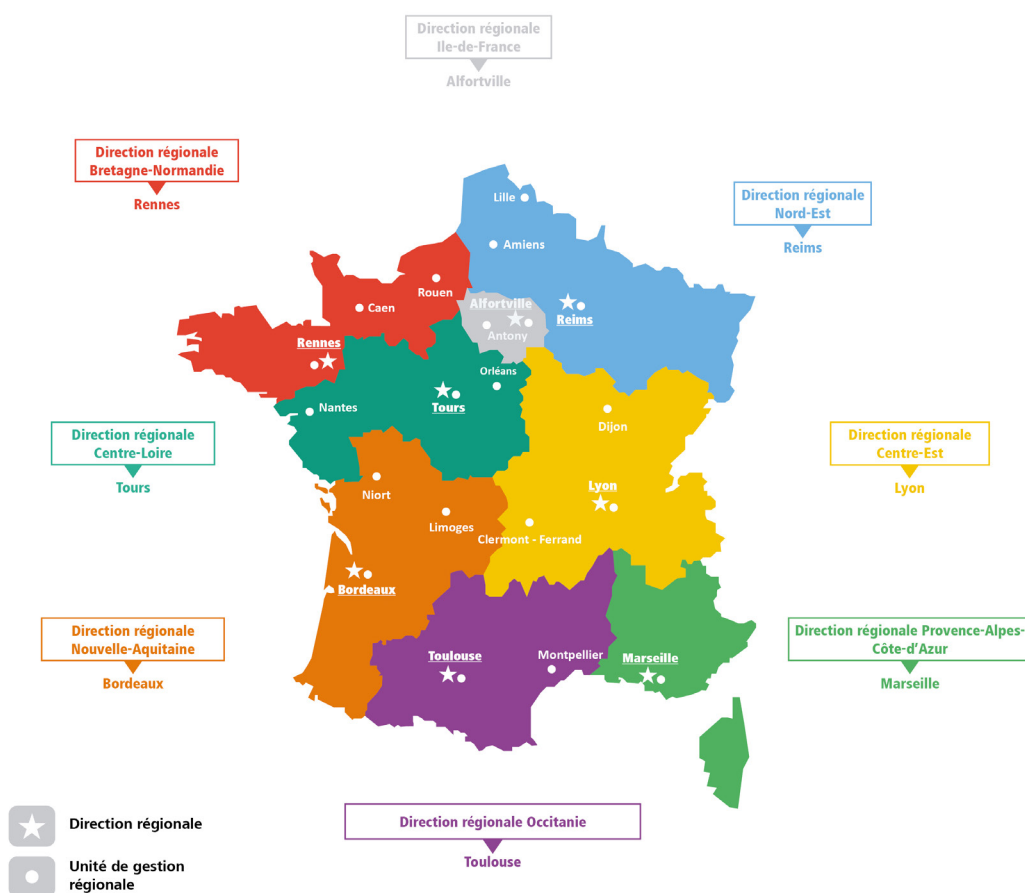 Direction régionale
Ile-de-France
Alfortville
Direction régionale
Bretagne-Normandie
Rennes
Direction régionale
Nord-Est
Reims
Lille
Amiens
Rouen
Caen
Alfortville
Antony
Reims
Rennes
Orléans
Nantes
Tours
Dijon
Direction régionale
Centre-Loire
Tours
Direction régionale
Centre-Est
Lyon
Niort
Limoges
Lyon
Clermont - Ferrand
Bordeaux
Direction régionale
Nouvelle-Aquitaine
Bordeaux
Toulouse
Montpellier
Marseille
Direction régionale Provence-Alpes-
Côte-d'Azur
Marseille
Direction régionale
Unité de gestion
régionale
Direction régionale Occitanie
Toulouse